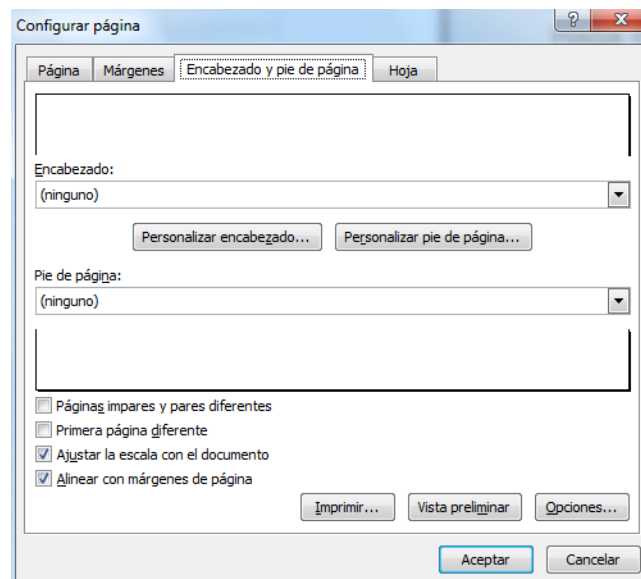 Configurar página
Página Márgenes Encabezado y pie de página Hoja
Encabezado:
(ninguno)
Personalizar encabezado... Personalizar pie de página...
Pie de página:
(ninguno)
Páginas impares y pares diferentes
Primera página diferente
Ajustar la escala con el documento
Alinear con márgenes de página
Imprimir... Vista preliminar Opciones...
Aceptar Cancelar